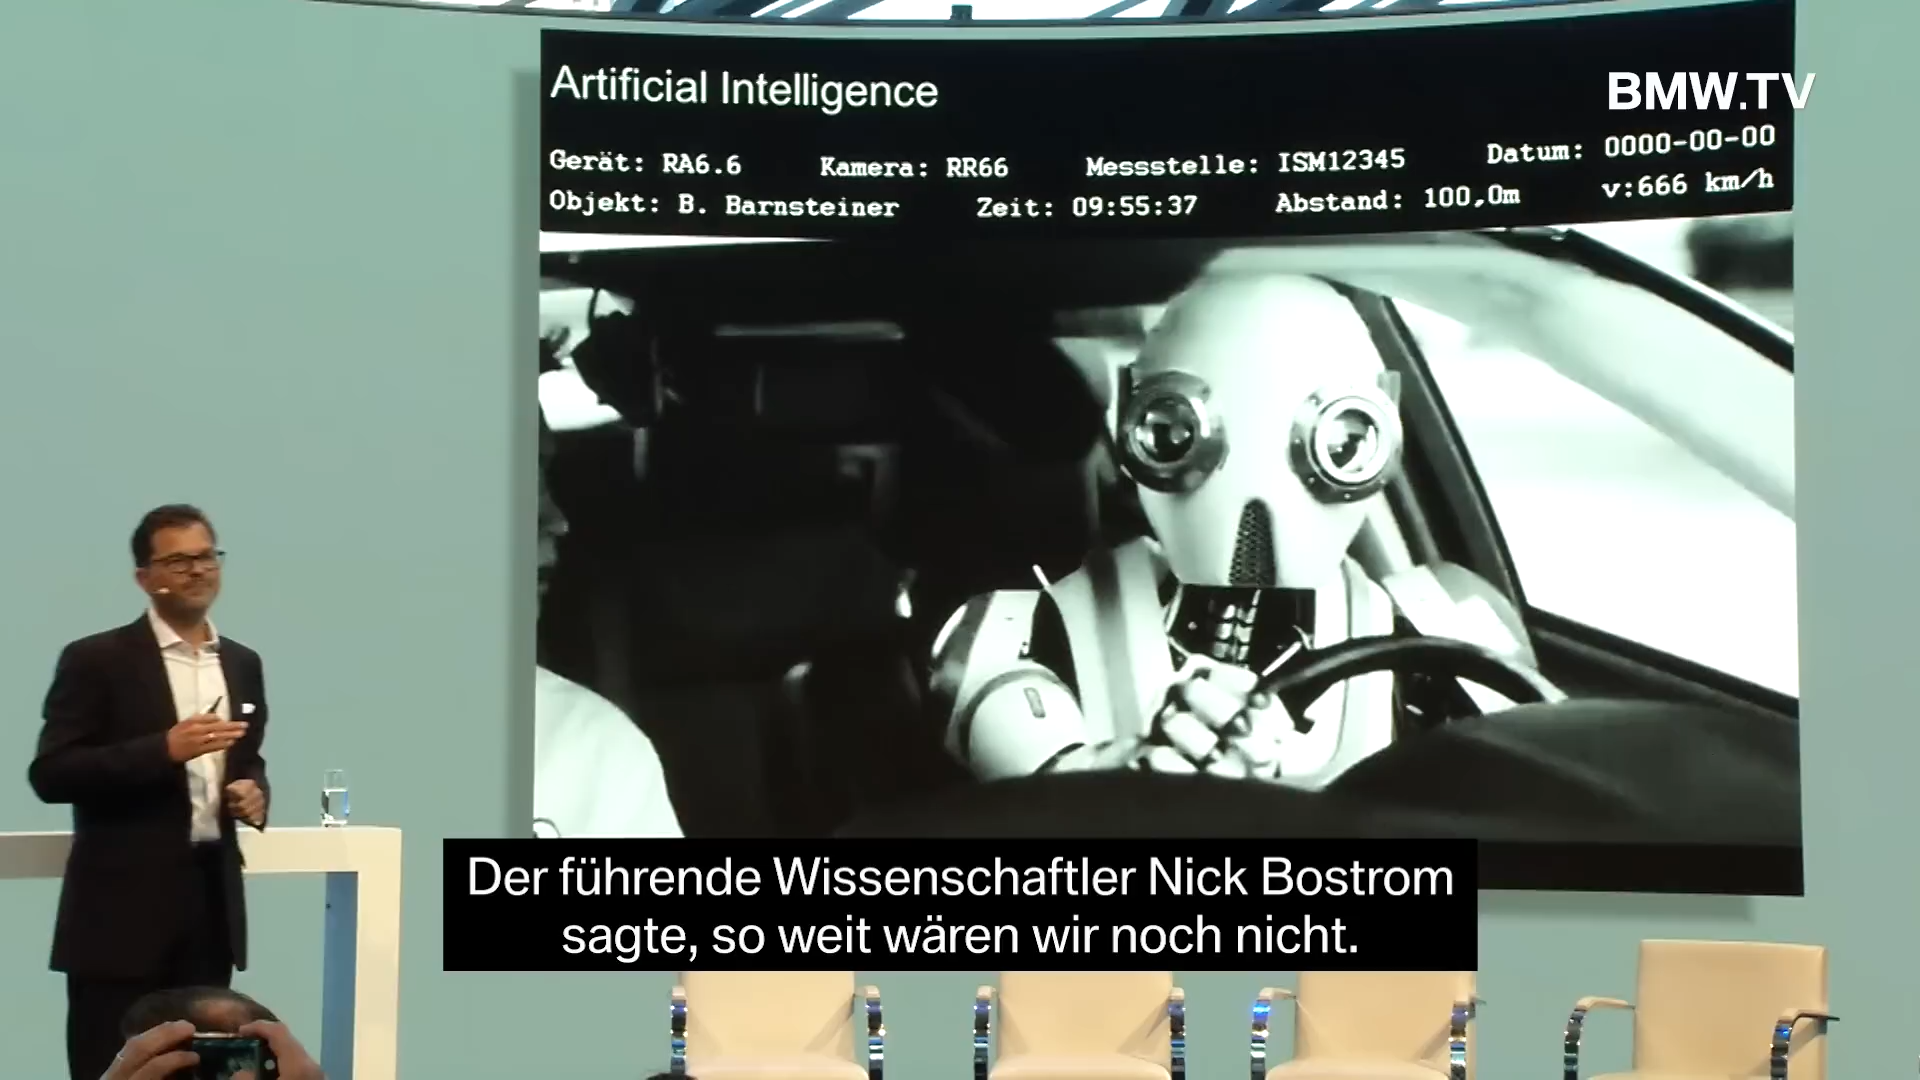 Artificial Intelligence
BMW.TV
Gerät: RA6.6 Kamera: RR66 Messstelle: ISM12345 Datum: 0000-00-00
Objekt: B. Barnsteiner Zeit: 09:55:37 Abstand: 100,0m v:666 km/h
Der führende Wissenschaftler Nick Bostrom
sagte, so weit wären wir noch nicht.